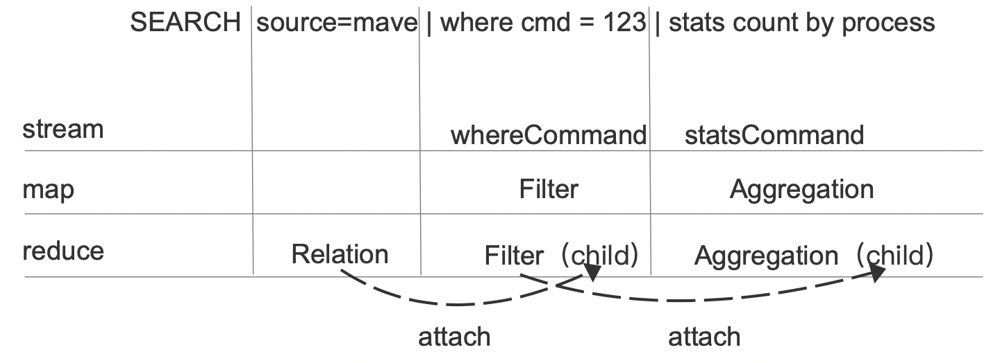 SEARCH source=mave | where cmd = 123 | stats count by process
stream whereCommand statsCommand
map Filter Aggregation
reduce Relation Filter (child) Aggregation (child)
attach attach